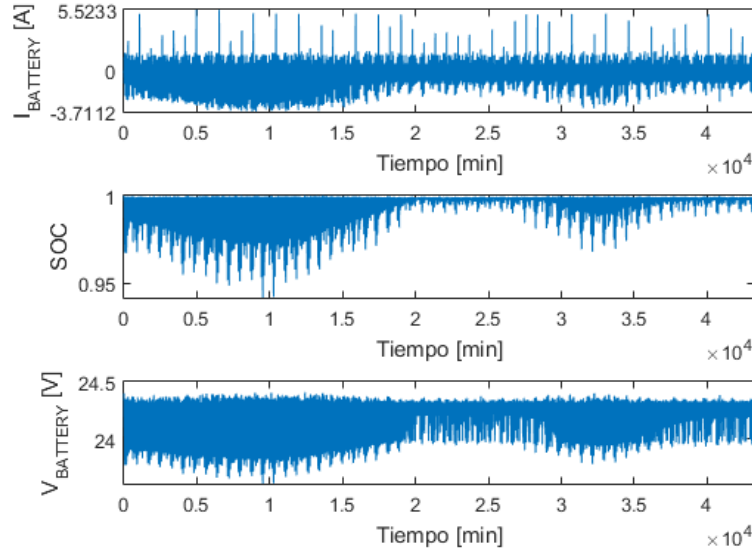 I_BATTERY [A]
5.5233
0
-3.7112
0 0.5 1 1.5 2 2.5 3 3.5 4
Tiempo [min]
× 10^4
SOC
1
0.95
0 0.5 1 1.5 2 2.5 3 3.5 4
Tiempo [min]
× 10^4
V_BATTERY [V]
24.5
24
0 0.5 1 1.5 2 2.5 3 3.5 4
Tiempo [min]
× 10^4